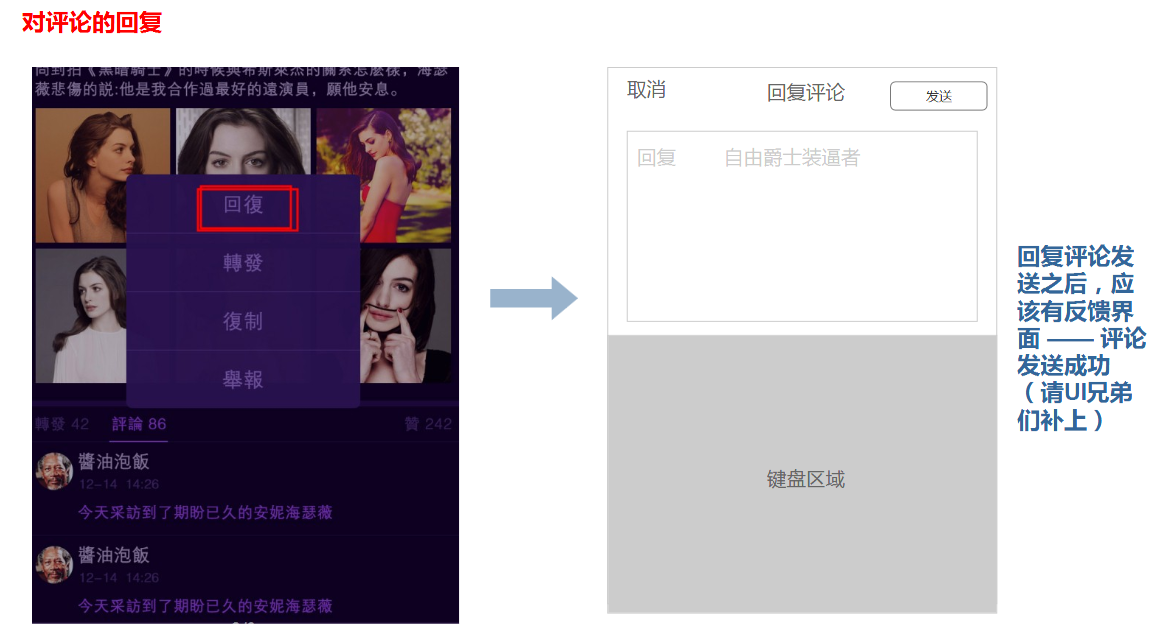 对评论的回复
問到拍《黑暗騎士》的時候與希斯萊杰的關系怎麽樣，海瑟
薇悲傷的説:他是我合作過最好的遠演員，願他安息。
回復
轉發
復制
舉報
轉發 42 評論 86 贊 242
醬油泡飯
12-14 14:26
今天采訪到了期盼已久的安妮海瑟薇
醬油泡飯
12-14 14:26
今天采訪到了期盼已久的安妮海瑟薇
取消 回复评论 发送
回复 自由爵士装逼者
键盘区域
回复评论发
送之后，应
该有反馈界
面 —— 评论
发送成功
（请UI兄弟
们补上）